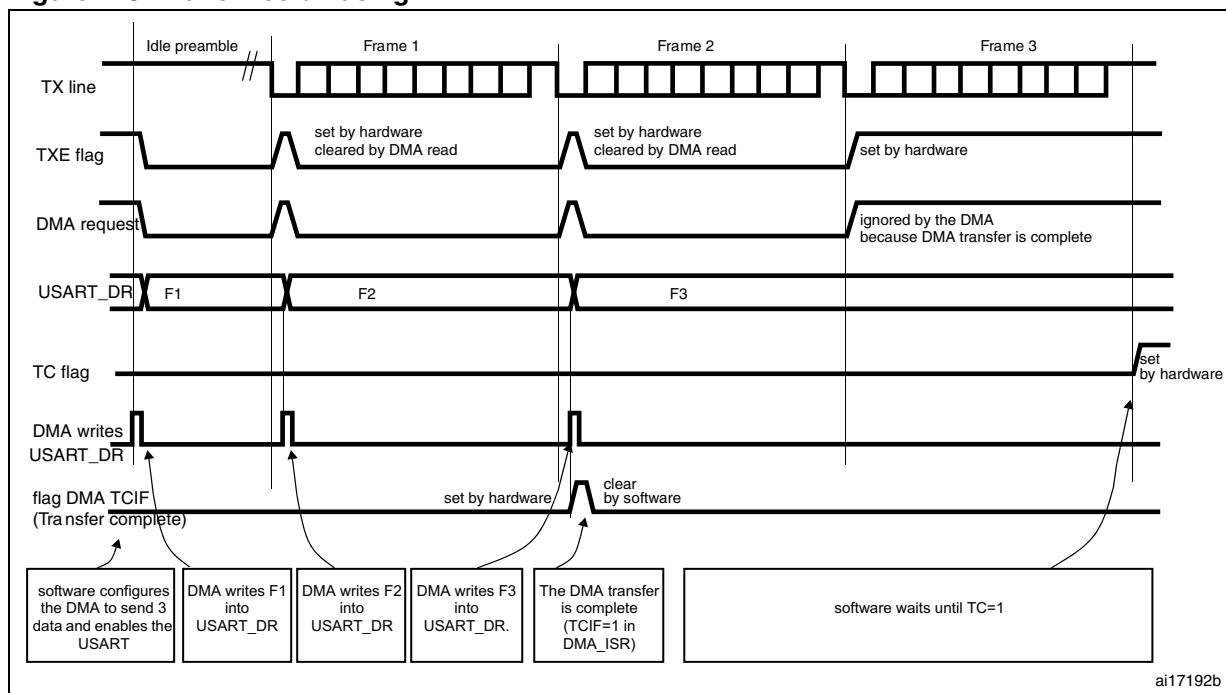 Idle preamble
Frame 1
Frame 2
Frame 3
TX line
TXE flag
set by hardware
cleared by DMA read
set by hardware
cleared by DMA read
set by hardware
DMA request
ignored by the DMA
because DMA transfer is complete
USART_DR
F1
F2
F3
TC flag
set
by hardware
DMA writes
USART_DR
flag DMA TCIF
(Transfer complete)
set by hardware
clear
by software
software configures
the DMA to send 3
data and enables the
USART
DMA writes F1
into
USART_DR
DMA writes F2
into
USART_DR
DMA writes F3
into
USART_DR.
The DMA transfer
is complete
(TCIF=1 in
DMA_ISR)
software waits until TC=1
ai17192b